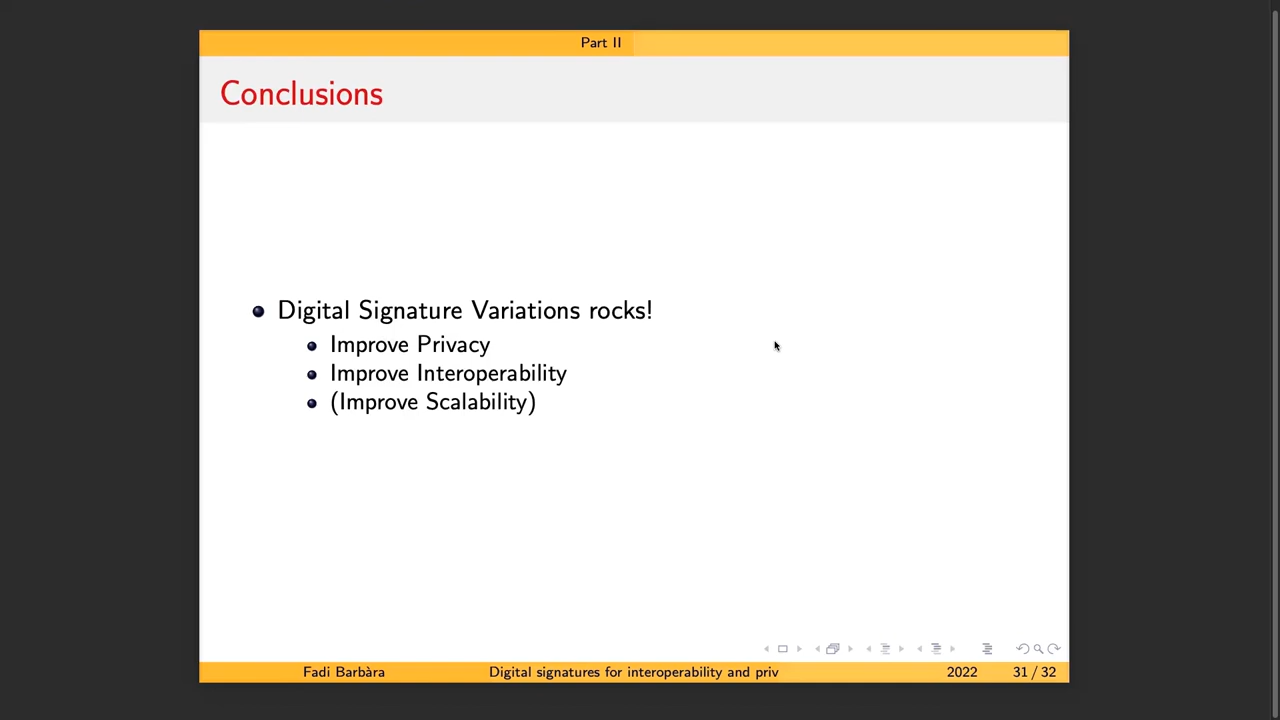 Part II
Conclusions
Digital Signature Variations rocks!
Improve Privacy
Improve Interoperability
(Improve Scalability)
Fadi Barbàra Digital signatures for interoperability and priv 2022 31 / 32